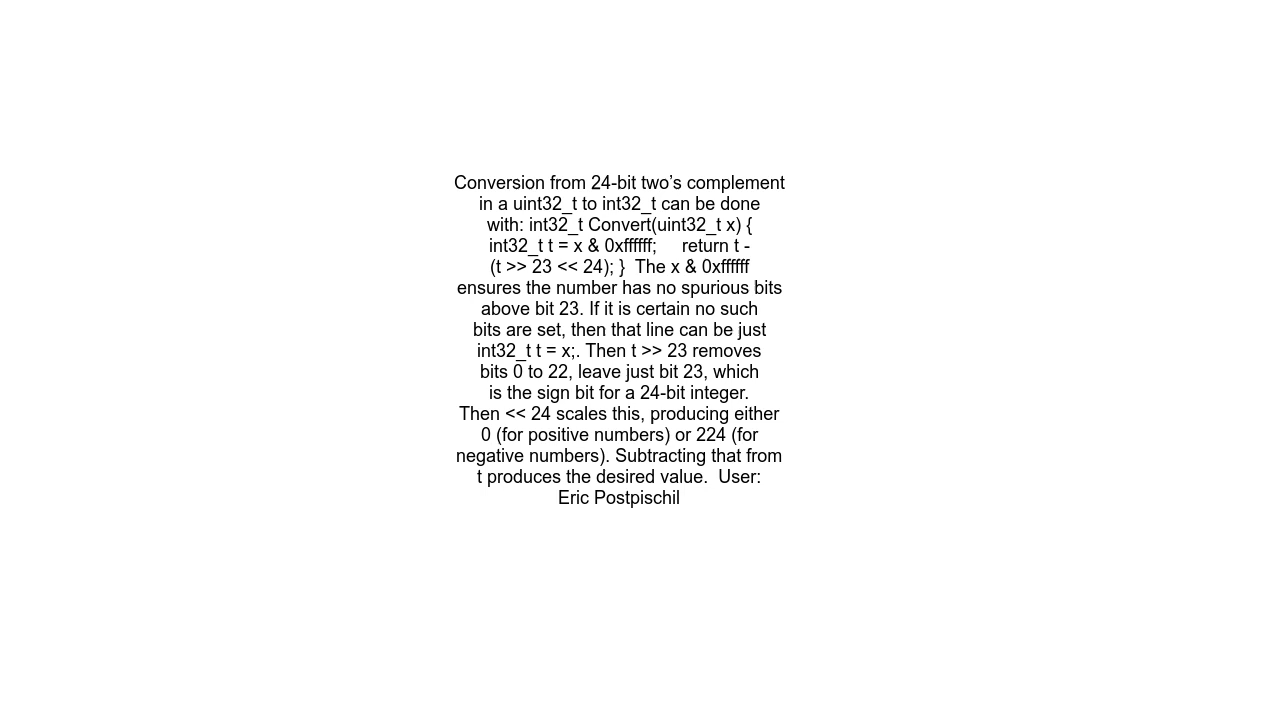 Conversion from 24-bit two’s complement
in a uint32_t to int32_t can be done
with: int32_t Convert(uint32_t x) {
int32_t t = x & 0xffffff;     return t -
(t >> 23 << 24); }  The x & 0xffffff
ensures the number has no spurious bits
above bit 23. If it is certain no such
bits are set, then that line can be just
int32_t t = x;. Then t >> 23 removes
bits 0 to 22, leave just bit 23, which
is the sign bit for a 24-bit integer.
Then << 24 scales this, producing either
0 (for positive numbers) or 224 (for
negative numbers). Subtracting that from
t produces the desired value.  User:
Eric Postpischil